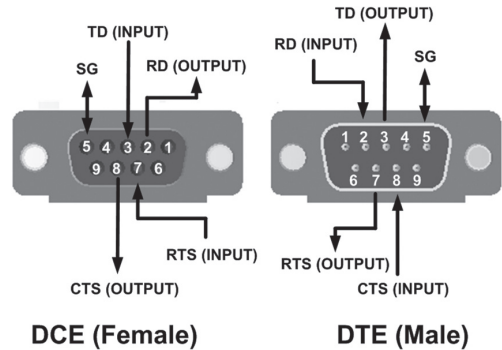 TD (INPUT)
SG
RD (OUTPUT)
5 4 3 2 1
9 8 7 6
RTS (INPUT)
CTS (OUTPUT)
DCE (Female)
TD (OUTPUT)
RD (INPUT)
SG
1 2 3 4 5
6 7 8 9
RTS (OUTPUT)
CTS (INPUT)
DTE (Male)